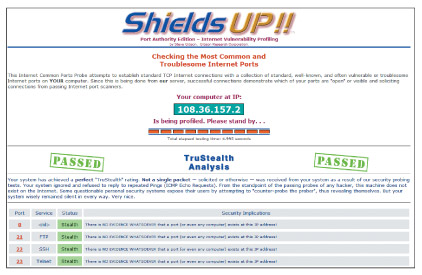 ShieldsUP!!
Port Authority Edition – Internet Vulnerability Profiling
by Steve Gibson, Gibson Research Corporation.
Checking the Most Common and
Troublesome Internet Ports
This Internet Common Ports Probe attempts to establish standard TCP Internet connections with a collection of standard, well-known, and often vulnerable or troublesome
Internet ports on YOUR computer. Since this is being done from our server, successful connections demonstrate which of your ports are "open" or visible and soliciting
connections from passing Internet port scanners.
Your computer at IP:
108.36.157.2
Is being profiled. Please stand by. . .
Total elapsed testing time: seconds
PASSED
TruStealth
Analysis
PASSED
Your system has achieved a perfect "TruStealth" rating. Not a single packet — solicited or otherwise — was received from your system as a result of our security probing
tests. Your system ignored and refused to reply to repeated Pings (ICMP Echo Requests). From the standpoint of the passing probes of any hacker, this machine does not
exist on the Internet. Some questionable personal security systems expose their users by attempting to "counter-probe the prober", thus revealing themselves. But your
system wisely remained silent in every way. Very nice.
Port Service Status Security Implications
0 <nil> Stealth There is NO EVIDENCE WHATSOEVER that a port (or even any computer) exists at this IP address!
21 FTP Stealth There is NO EVIDENCE WHATSOEVER that a port (or even any computer) exists at this IP address!
22 SSH Stealth There is NO EVIDENCE WHATSOEVER that a port (or even any computer) exists at this IP address!
23 Telnet Stealth There is NO EVIDENCE WHATSOEVER that a port (or even any computer) exists at this IP address!